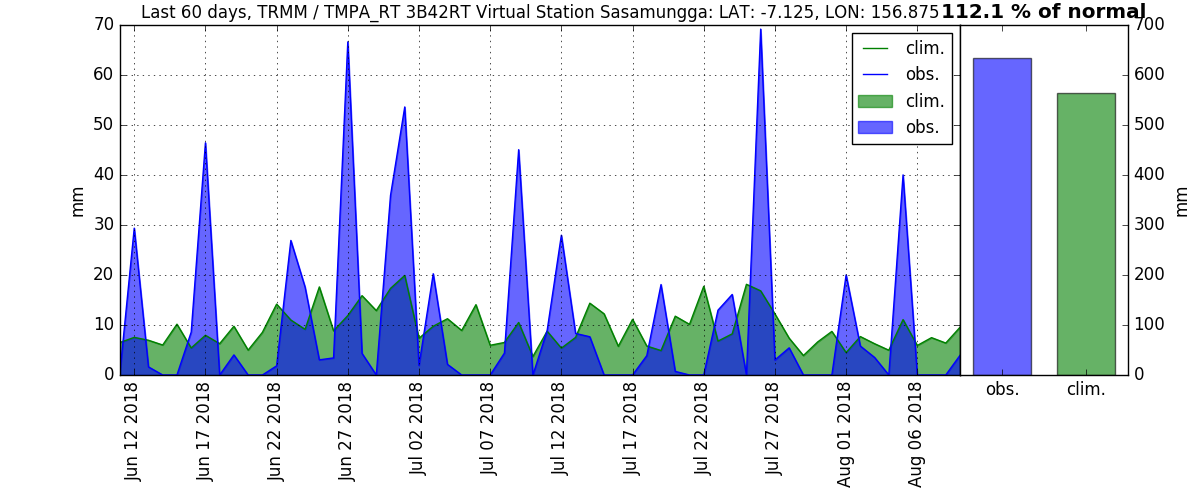 Last 60 days, TRMM / TMPA_RT 3B42RT Virtual Station Sasamungga: LAT: -7.125, LON: 156.875
112.1 % of normal
70
60
50
40
30
20
10
0
mm
clim.
obs.
clim.
obs.
Jun 12 2018
Jun 17 2018
Jun 22 2018
Jun 27 2018
Jul 02 2018
Jul 07 2018
Jul 12 2018
Jul 17 2018
Jul 22 2018
Jul 27 2018
Aug 01 2018
Aug 06 2018
700
600
500
400
300
200
100
0
mm
obs.
clim.